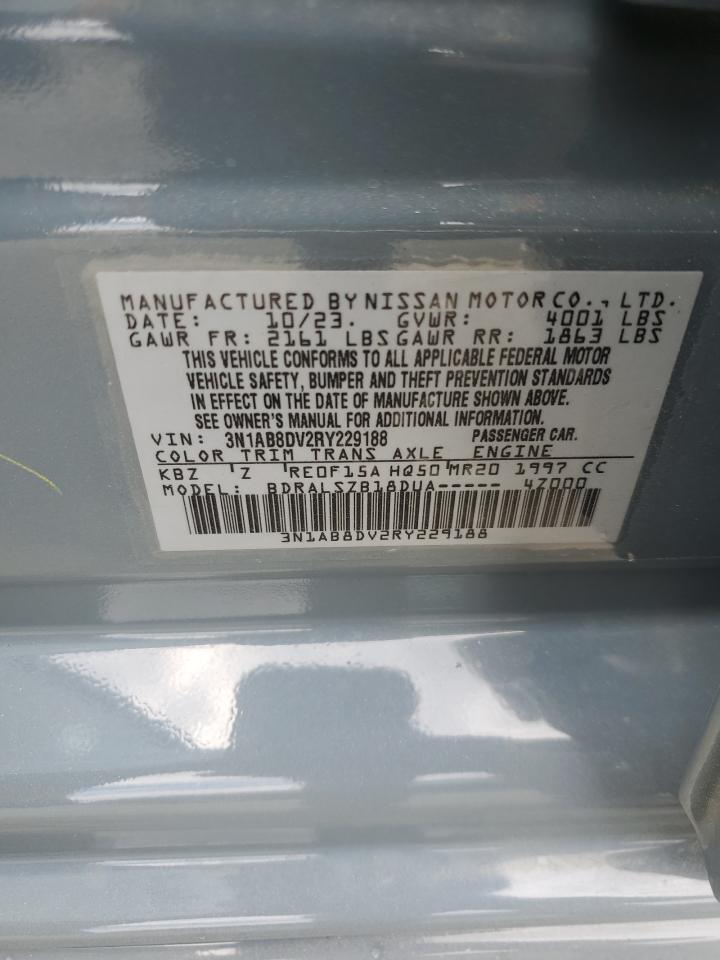 MANUFACTURED BY NISSAN MOTOR CO., LTD.
DATE: 10/23. GVWR: 4001 LBS
GAWR FR: 2161 LBS GAWR RR: 1863 LBS
THIS VEHICLE CONFORMS TO ALL APPLICABLE FEDERAL MOTOR
VEHICLE SAFETY, BUMPER AND THEFT PREVENTION STANDARDS
IN EFFECT ON THE DATE OF MANUFACTURE SHOWN ABOVE.
SEE OWNER'S MANUAL FOR ADDITIONAL INFORMATION.
VIN: 3N1AB8DV2RY229188 PASSENGER CAR.
COLOR TRIM TRANS AXLE ENGINE
KBZ 'Z REOF15A HQ50 MR20 1997 CC
MODEL: BDRALSZB18DUA----- 4Z000
3N1AB8DV2RY229188